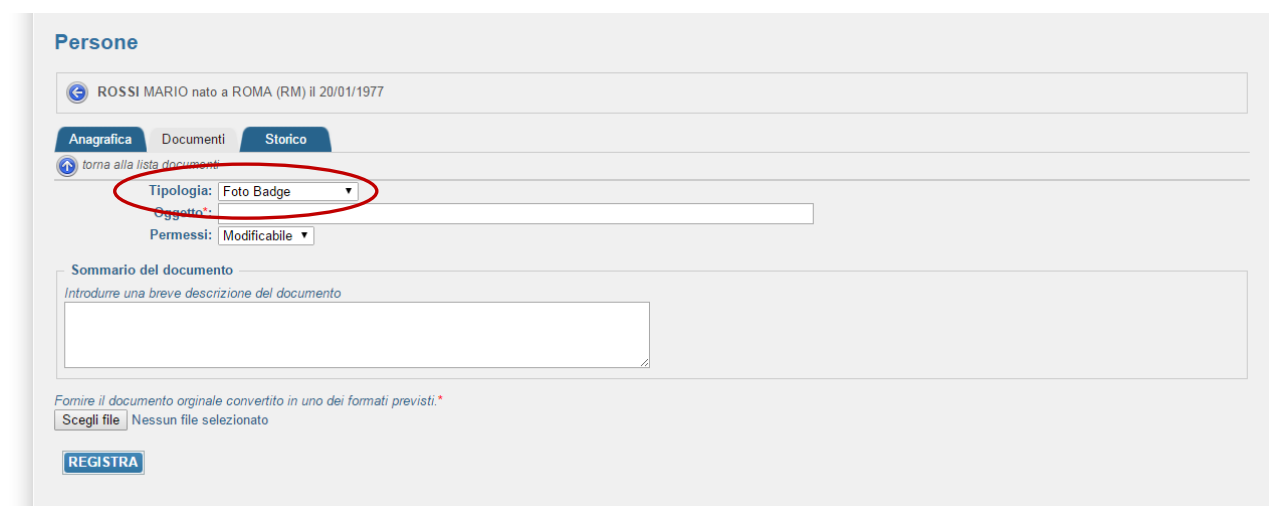 Persone
ROSSI MARIO nato a ROMA (RM) il 20/01/1977
Anagrafica Documenti Storico
torna alla lista documenti
Tipologia: Foto Badge
Oggetto*:
Permessi: Modificabile
Sommario del documento
Introdurre una breve descrizione del documento
Fornire il documento orginale convertito in uno dei formati previsti.*
Scegli file Nessun file selezionato
REGISTRA